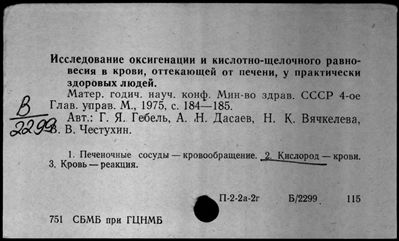 Исследование оксигенации и кислотно-щелочного равно-
весия в крови, оттекающей от печени, у практически
здоровых людей.
Матер. годич. науч. конф. Мин-во здрав. СССР 4-ое
Глав. управ. М., 1975, с. 184—185.
В
2299
Авт.: Г. Я. Гебель, А. Н. Дасаев, Н. К. Вячкелева,
В. Честухин.
1. Печеночные сосуды — кровообращение. 2. Кислород — крови.
3. Кровь — реакция.
П-2-2а-2г Б/2299 115
751 СБМБ при ГЦНМБ